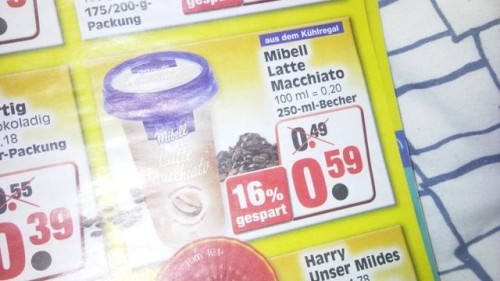 175/200-g-
Packung
aus dem Kühlregal
Mibell
Latte
Macchiato
100 ml = 0,20
250-ml-Becher
0.49
0.59
16%
gespart
Mibell
Latte
Macchiato
rtig
okoladig
.18
r-Packung
0.55
0.39
Harry
Unser Mildes
.78